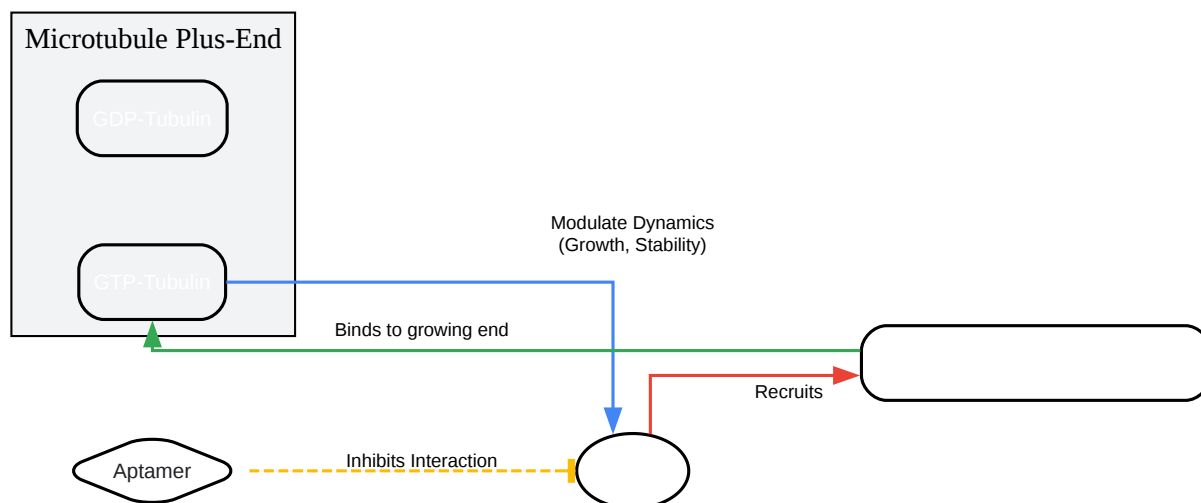 Microtubule Plus-End
GDP-Tubulin
Modulate Dynamics
(Growth, Stability)
GTP-Tubulin
Binds to growing end
Recruits
Inhibits Interaction
Aptamer